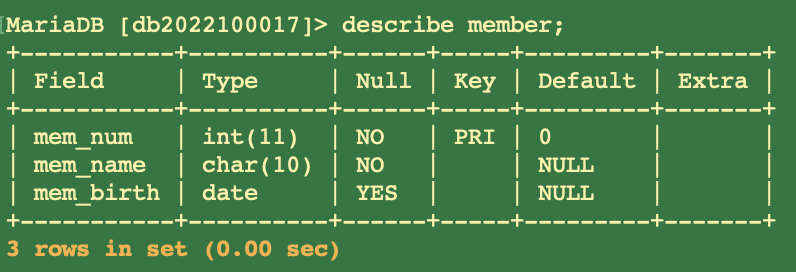 MariaDB [db2022100017]> describe member;
+-----------+----------+------+-----+---------+-------+
| Field     | Type     | Null | Key | Default | Extra |
+-----------+----------+------+-----+---------+-------+
| mem_num   | int(11)  | NO   | PRI | 0       |       |
| mem_name  | char(10) | NO   |     | NULL    |       |
| mem_birth | date     | YES  |     | NULL    |       |
+-----------+----------+------+-----+---------+-------+
3 rows in set (0.00 sec)